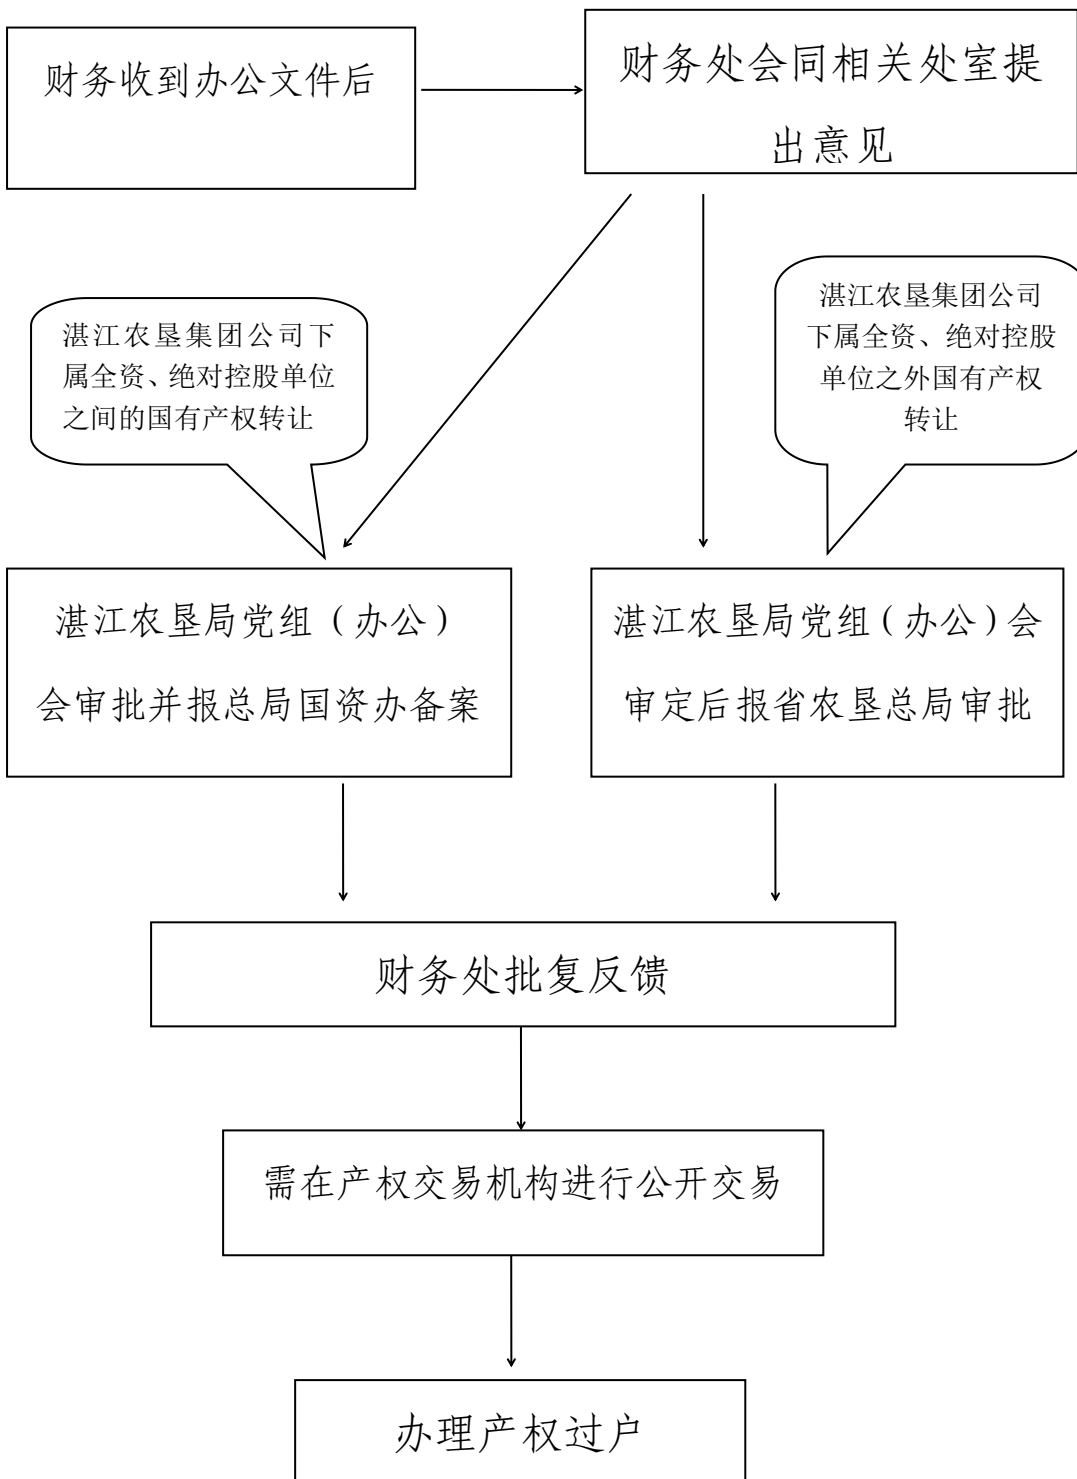 财务收到办公文件后
财务处会同相关处室提
出意见
湛江农垦集团公司下
属全资、绝对控股单位
之间的国有产权转让
湛江农垦集团公司
下属全资、绝对控股
单位之外国有产权
转让
湛江农垦局党组（办公）
会审批并报总局国资办备案
湛江农垦局党组（办公）会
审定后报省农垦总局审批
财务处批复反馈
需在产权交易机构进行公开交易
办理产权过户